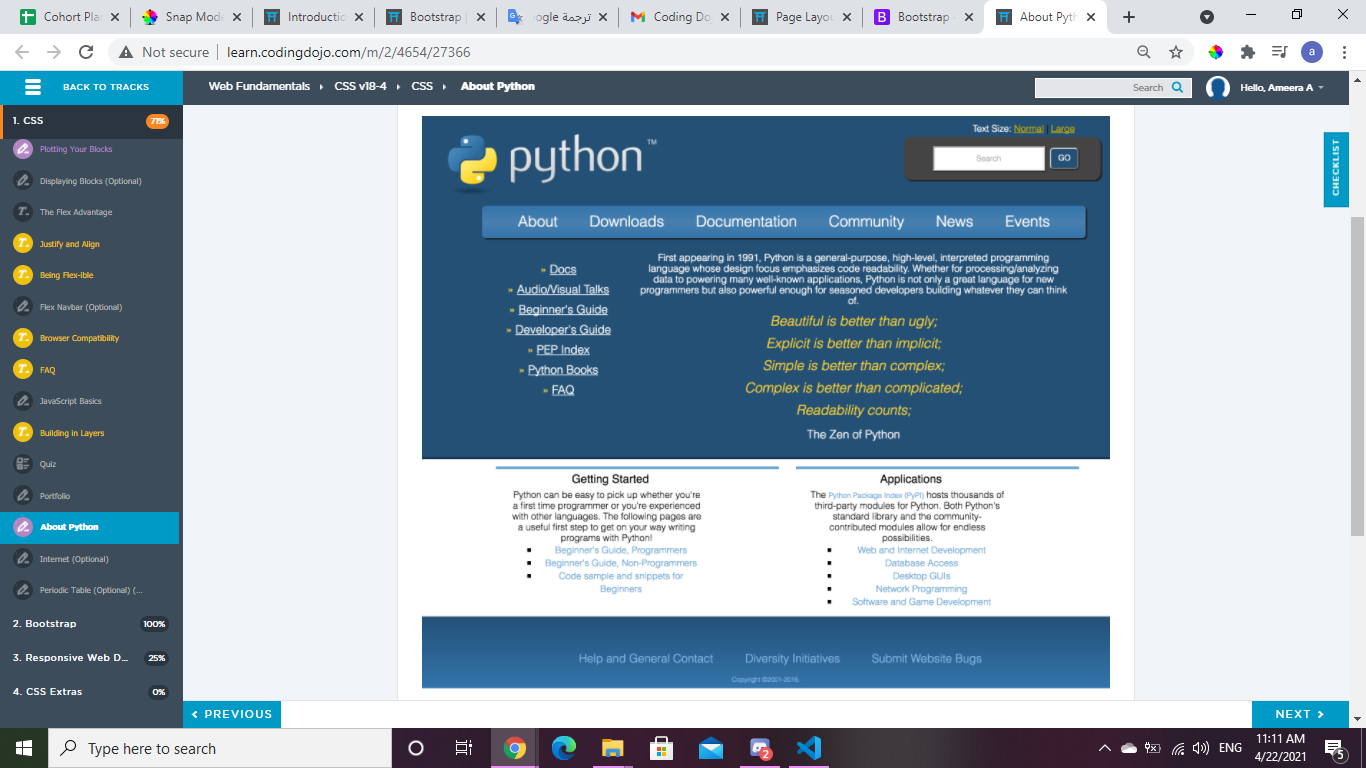 Cohort Pla
Snap Mode
Introductic
Bootstrap |
ترجمة ogle
Coding Do
Page Layou
Bootstrap ·
About Pyth
Not secure | learn.codingdojo.com/m/2/4654/27366
a
BACK TO TRACKS
Web Fundamentals
CSS v18-4
CSS
About Python
Search
Hello, Ameera A
1. CSS
71%
Plotting Your Blocks
Displaying Blocks (Optional)
The Flex Advantage
Justify and Align
Being Flex-ible
Flex Navbar (Optional)
Browser Compatibility
FAQ
JavaScript Basics
Building in Layers
Quiz
Portfolio
About Python
Internet (Optional)
Periodic Table (Optional) (...
2. Bootstrap
100%
3. Responsive Web D...
25%
4. CSS Extras
0%
CHECKLIST
Text Size: Normal | Large
python™
Search
GO
About
Downloads
Documentation
Community
News
Events
» Docs
» Audio/Visual Talks
» Beginner's Guide
» Developer's Guide
» PEP Index
» Python Books
» FAQ
First appearing in 1991, Python is a general-purpose, high-level, interpreted programming
language whose design focus emphasizes code readability. Whether for processing/analyzing
data to powering many well-known applications, Python is not only a great language for new
programmers but also powerful enough for seasoned developers building whatever they can think
of.
Beautiful is better than ugly;
Explicit is better than implicit;
Simple is better than complex;
Complex is better than complicated;
Readability counts;
The Zen of Python
Getting Started
Python can be easy to pick up whether you're
a first time programmer or you're experienced
with other languages. The following pages are
a useful first step to get on your way writing
programs with Python!
Beginner's Guide, Programmers
Beginner's Guide, Non-Programmers
Code sample and snippets for
Beginners
Applications
The Python Package Index (PyPI) hosts thousands of
third-party modules for Python. Both Python's
standard library and the community-
contributed modules allow for endless
possibilities.
Web and Internet Development
Database Access
Desktop GUIs
Network Programming
Software and Game Development
Help and General Contact
Diversity Initiatives
Submit Website Bugs
Copyright ©2001-2016.
PREVIOUS
NEXT
Type here to search
2
ENG
11:11 AM
4/22/2021
5